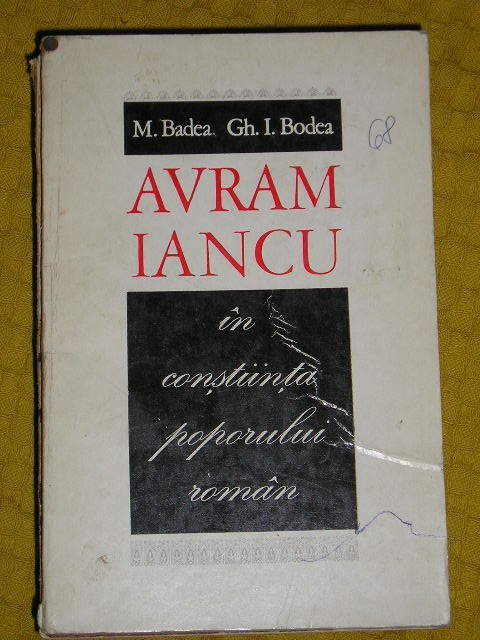 M. Badea Gh. I. Bodea
68
AVRAM
IANCU
în
conștiința
poporului
român